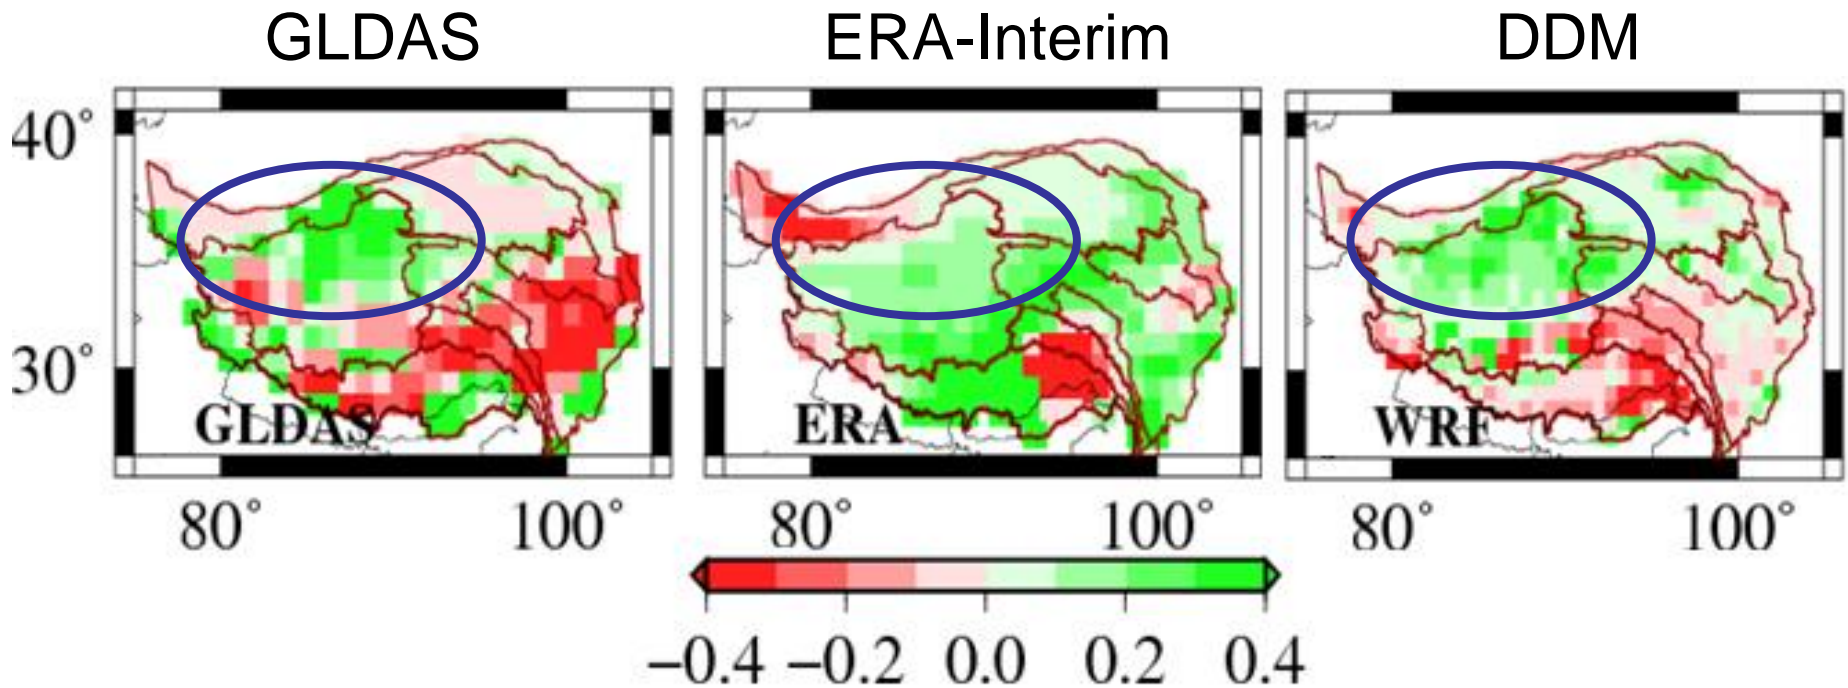 GLDAS ERA-Interim DDM
40°
30°
GLDAS ERA WRF
80° 100° 80° 100° 80° 100°
−0.4 −0.2 0.0 0.2 0.4